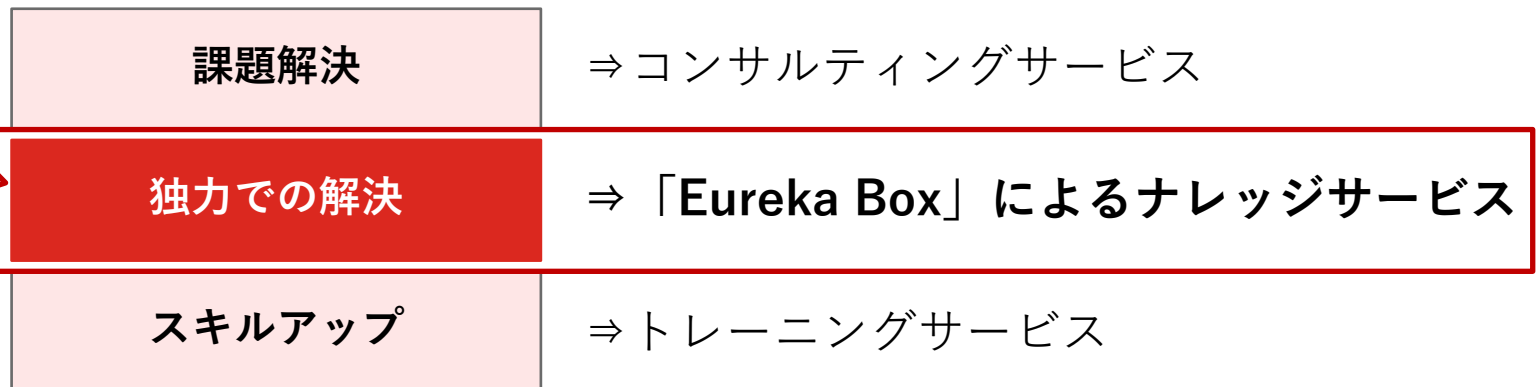 課題解決 ⇒コンサルティングサービス
独力での解決 ⇒「Eureka Box」によるナレッジサービス
スキルアップ ⇒トレーニングサービス